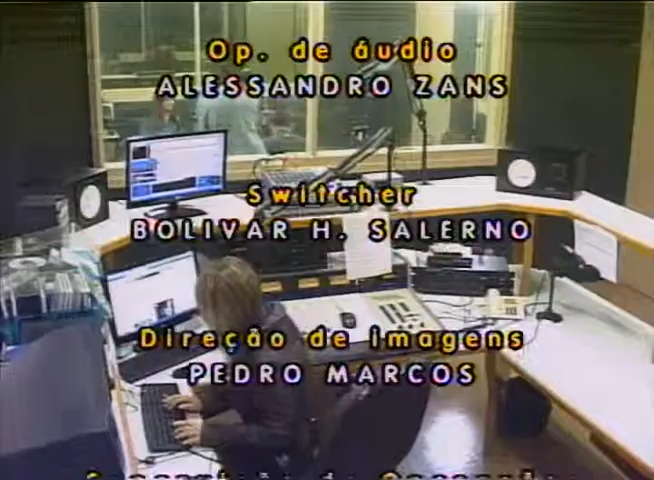 Op. de áudio
ALESSANDRO ZANS
Switcher
BOLIVAR H. SALERNO
Direção de imagens
PEDRO MARCOS